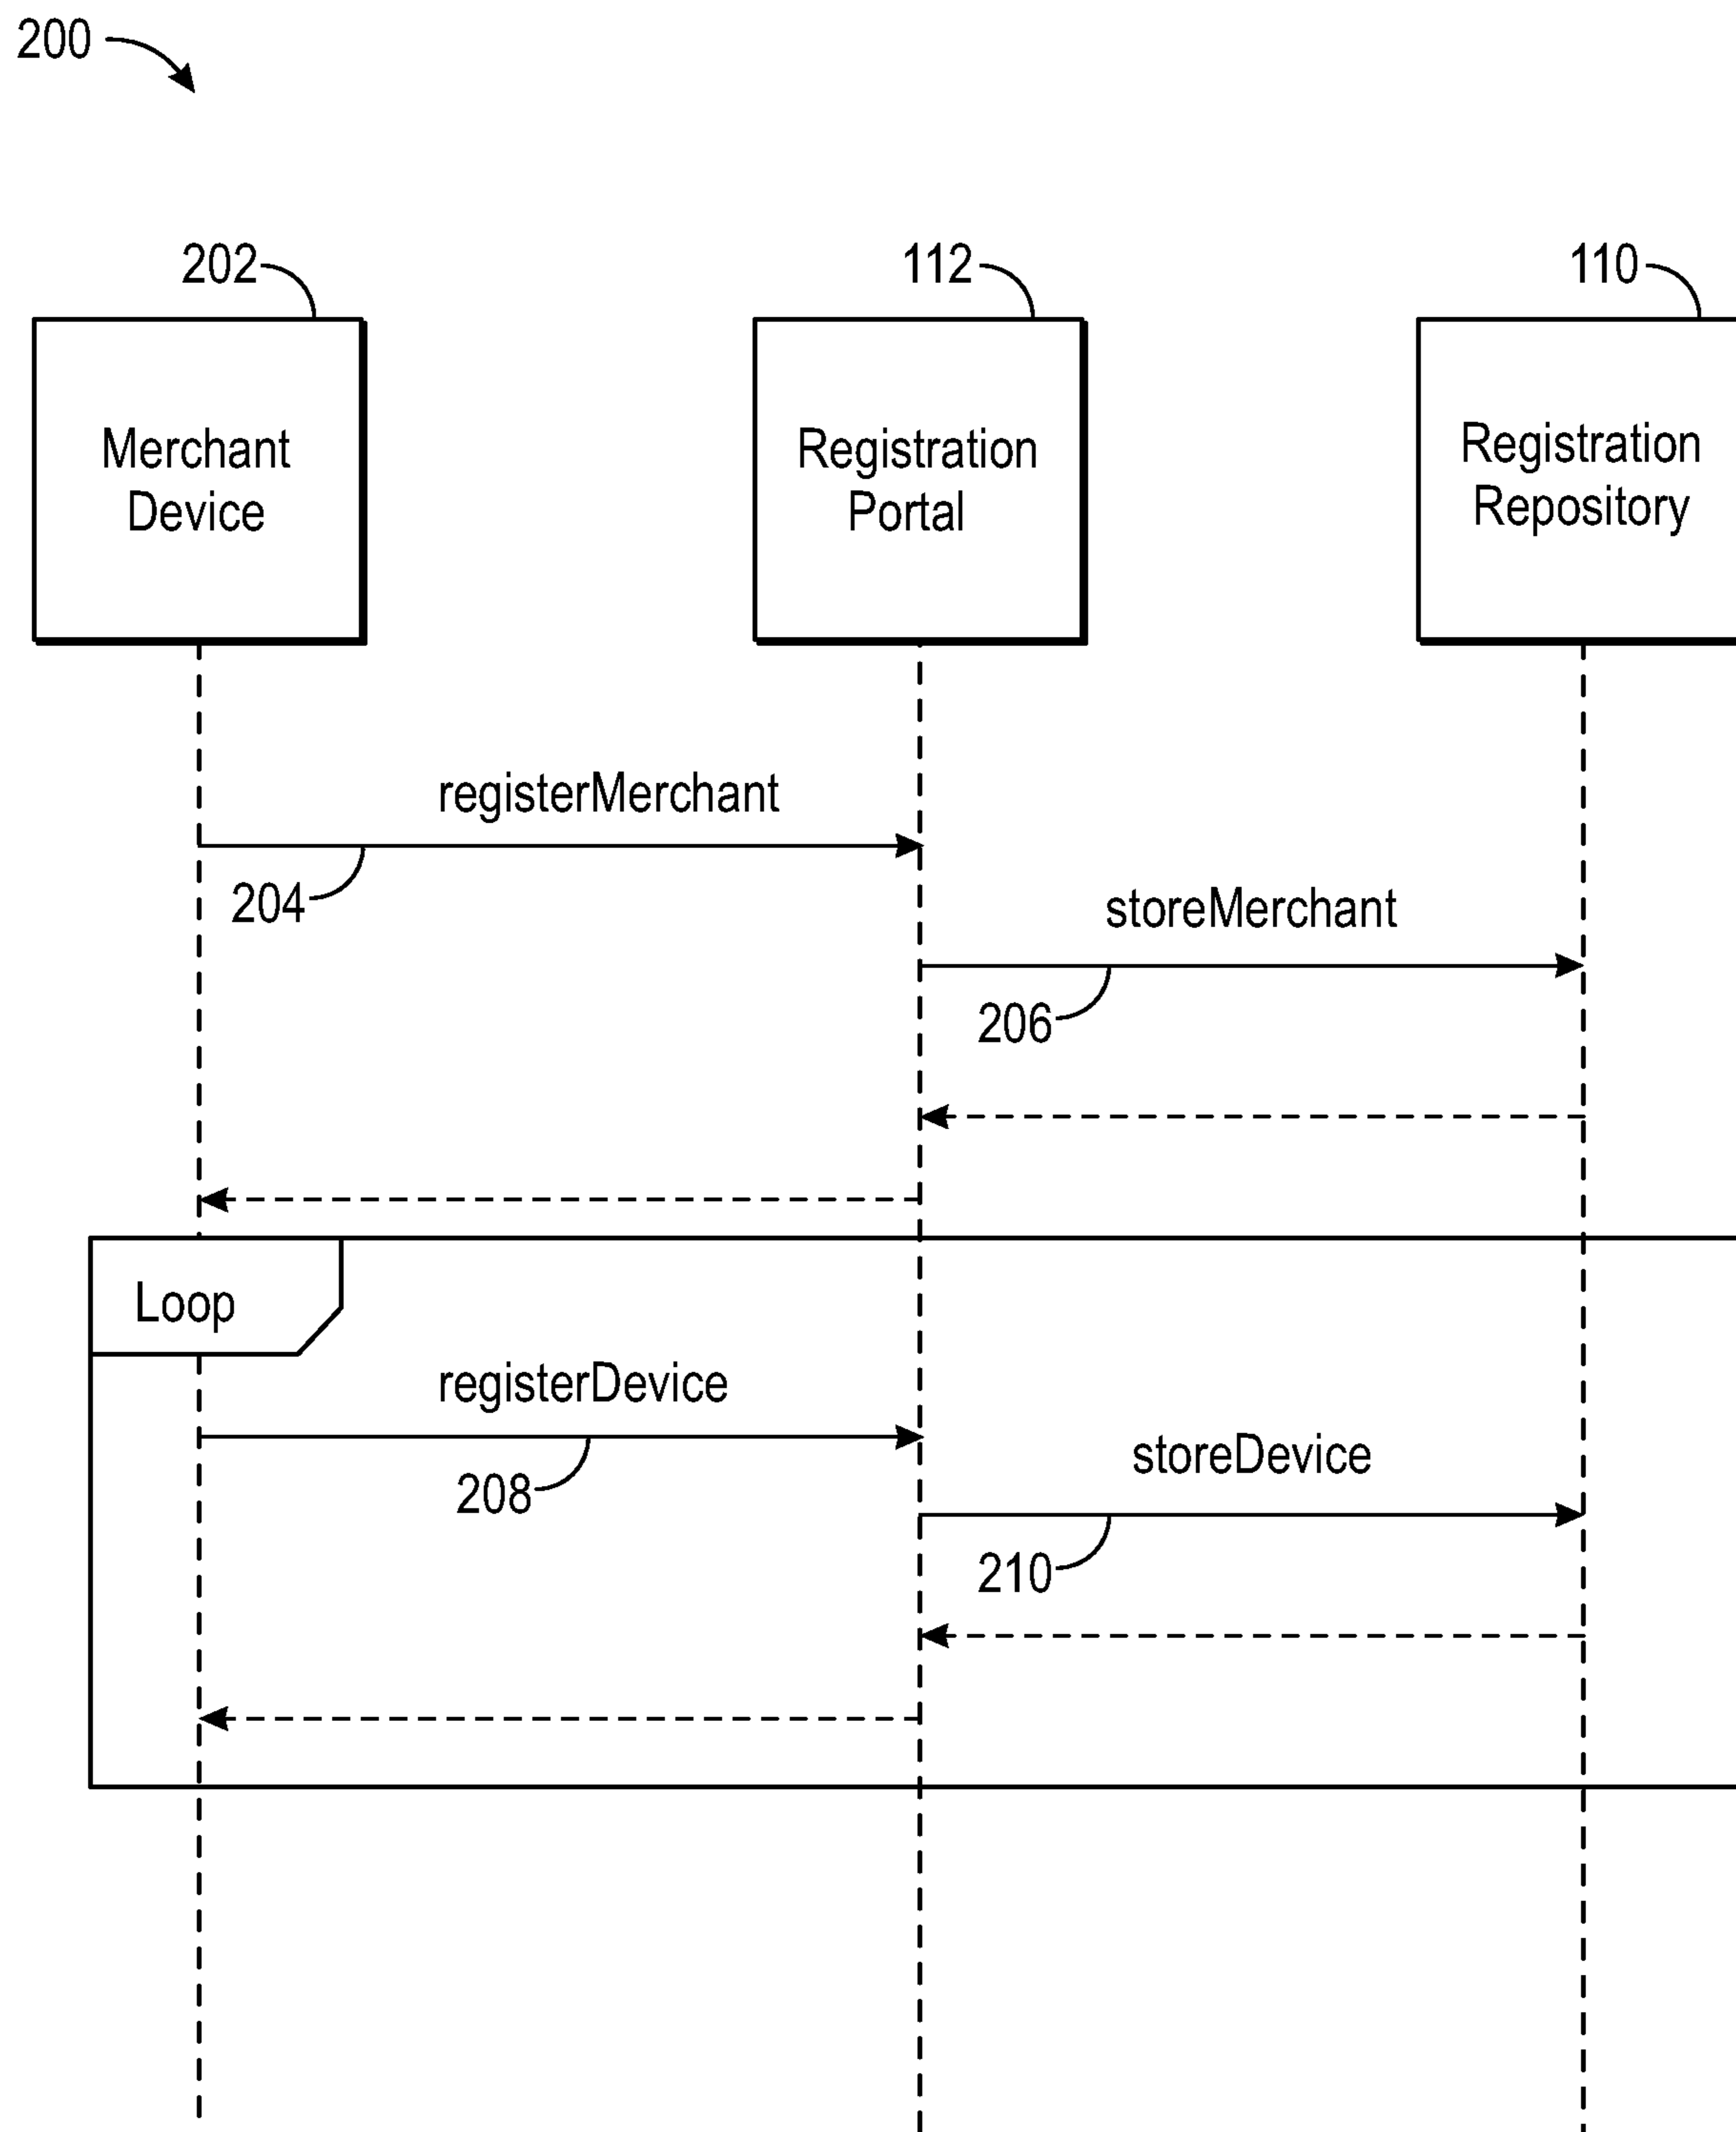 200
202
112
110
Merchant
Device
Registration
Portal
Registration
Repository
registerMerchant
204
storeMerchant
206
Loop
registerDevice
208
storeDevice
210